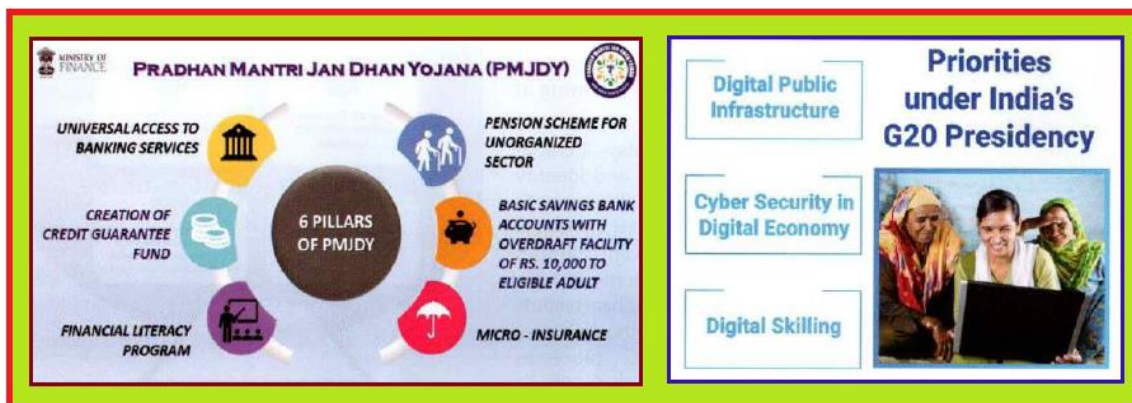 MINISTRY OF
FINANCE
PRADHAN MANTRI JAN DHAN YOJANA (PMJDY)
UNIVERSAL ACCESS TO
BANKING SERVICES
CREATION OF
CREDIT GUARANTEE
FUND
FINANCIAL LITERACY
PROGRAM
6 PILLARS
OF PMJDY
PENSION SCHEME FOR
UNORGANIZED
SECTOR
BASIC SAVINGS BANK
ACCOUNTS WITH
OVERDRAFT FACILITY
OF RS. 10,000 TO
ELIGIBLE ADULT
MICRO - INSURANCE
Priorities
under India's
G20 Presidency
Digital Public
Infrastructure
Cyber Security in
Digital Economy
Digital Skilling